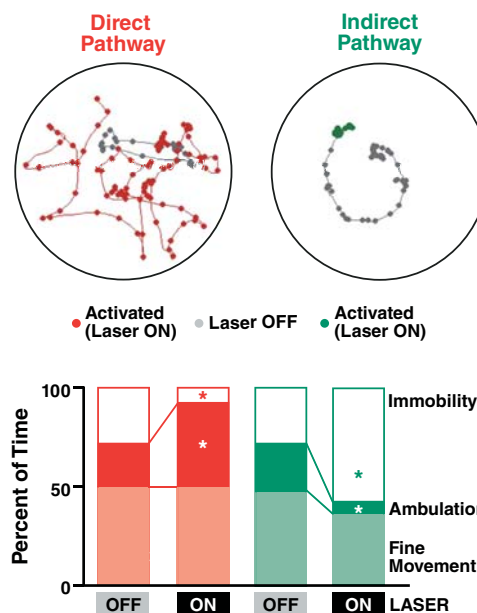 Direct
Pathway
Indirect
Pathway
Activated
(Laser ON)
Laser OFF
Activated
(Laser ON)
Percent of Time
100
50
0
*
*
*
*
Immobility
Ambulation
Fine
Movement
OFF
ON
OFF
ON
LASER